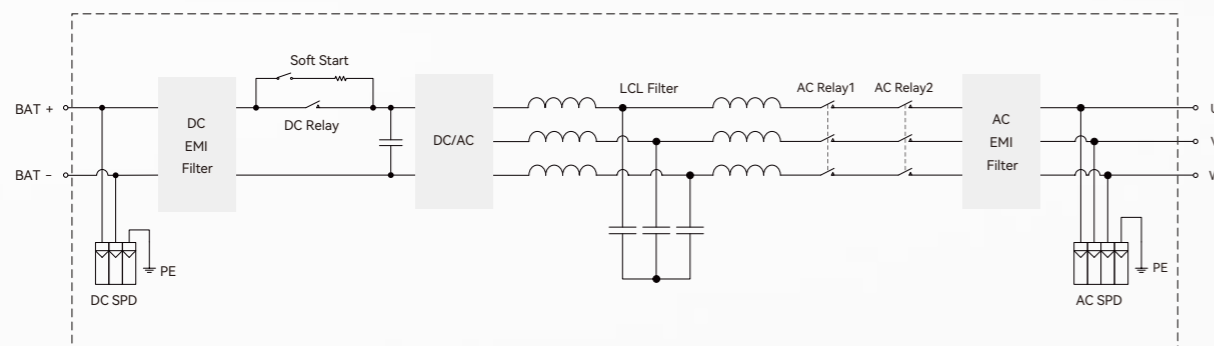 Soft Start
LCL Filter
AC Relay1
AC Relay2
BAT +
DC
EMI
Filter
DC Relay
DC/AC
AC
EMI
Filter
BAT -
PE
PE
DC SPD
AC SPD